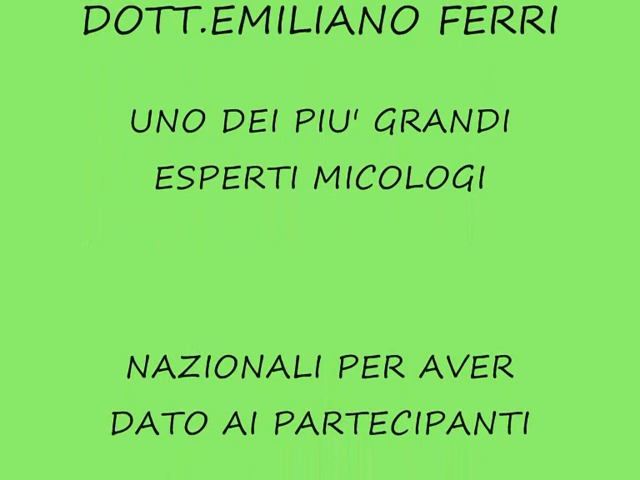 DOTT.EMILIANO FERRI
UNO DEI PIU' GRANDI
ESPERTI MICOLOGI
NAZIONALI PER AVER
DATO AI PARTECIPANTI